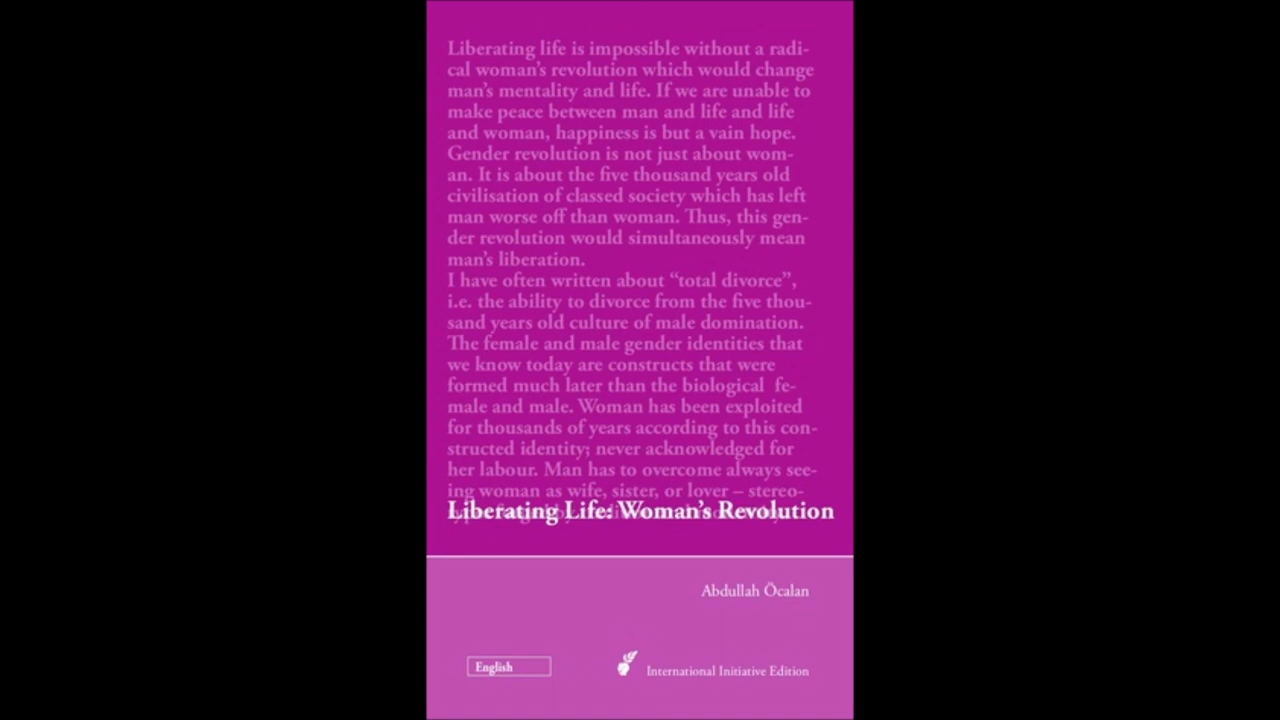 Liberating life is impossible without a radi-
cal woman's revolution which would change
man's mentality and life. If we are unable to
make peace between man and life and life
and woman, happiness is but a vain hope.
Gender revolution is not just about wom-
an. It is about the five thousand years old
civilisation of classed society which has left
man worse off than woman. Thus, this gen-
der revolution would simultaneously mean
man's liberation.
I have often written about “total divorce”,
i.e. the ability to divorce from the five thou-
sand years old culture of male domination.
The female and male gender identities that
we know today are constructs that were
formed much later than the biological fe-
male and male. Woman has been exploited
for thousands of years according to this con-
structed identity; never acknowledged for
her labour. Man has to overcome always see-
ing woman as wife, sister, or lover – stereo-
Liberating Life: Woman's Revolution
Abdullah Öcalan
English
International Initiative Edition